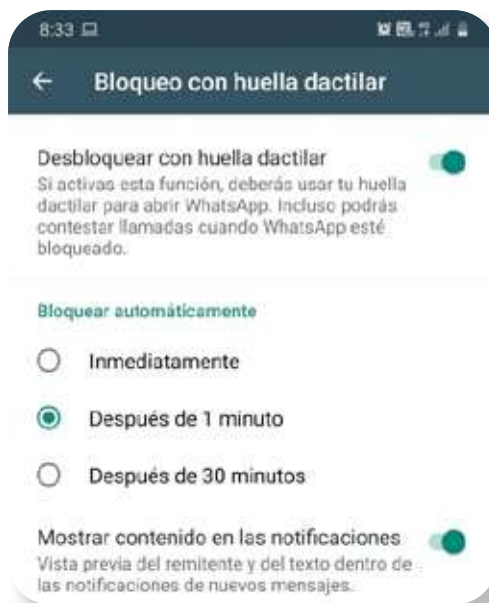 8:33
Bloqueo con huella dactilar
Desbloquear con huella dactilar
Si activas esta función, deberás usar tu huella
dactilar para abrir WhatsApp. Incluso podrás
contestar llamadas cuando WhatsApp esté
bloqueado.
Bloquear automáticamente
Inmediatamente
Después de 1 minuto
Después de 30 minutos
Mostrar contenido en las notificaciones
Vista previa del remitente y del texto dentro de
las notificaciones de nuevos mensajes.